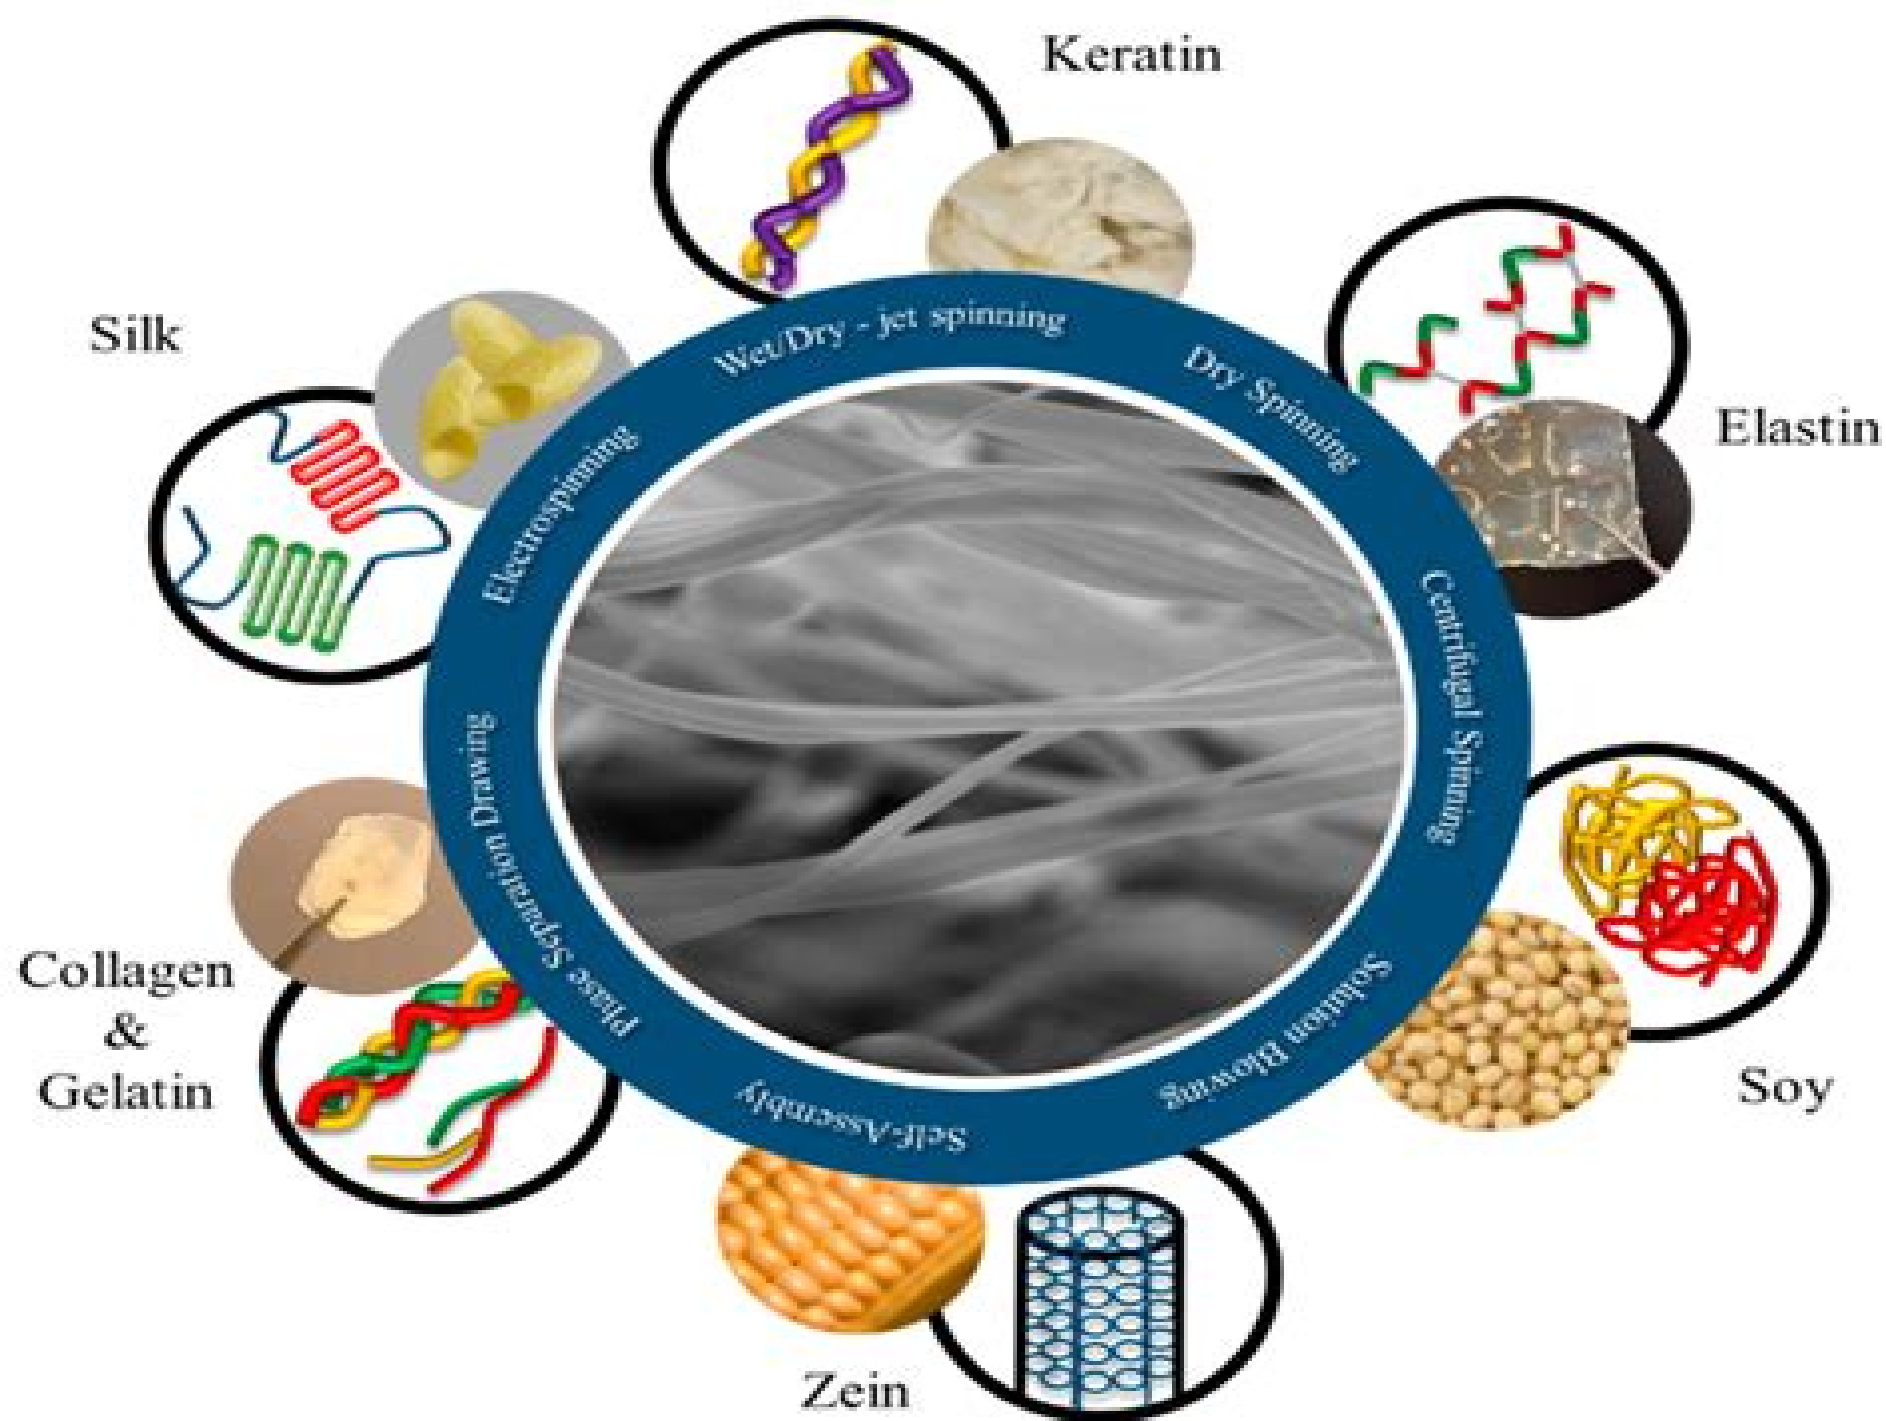 Keratin
Silk
Elastin
Collagen
&
Gelatin
Soy
Zein
Wet/Dry - jet spinning
Dry Spinning
Centrifugal Spinning
Solution Blowing
Self-Assembly
Phase Separation Drawing
Electrospinning